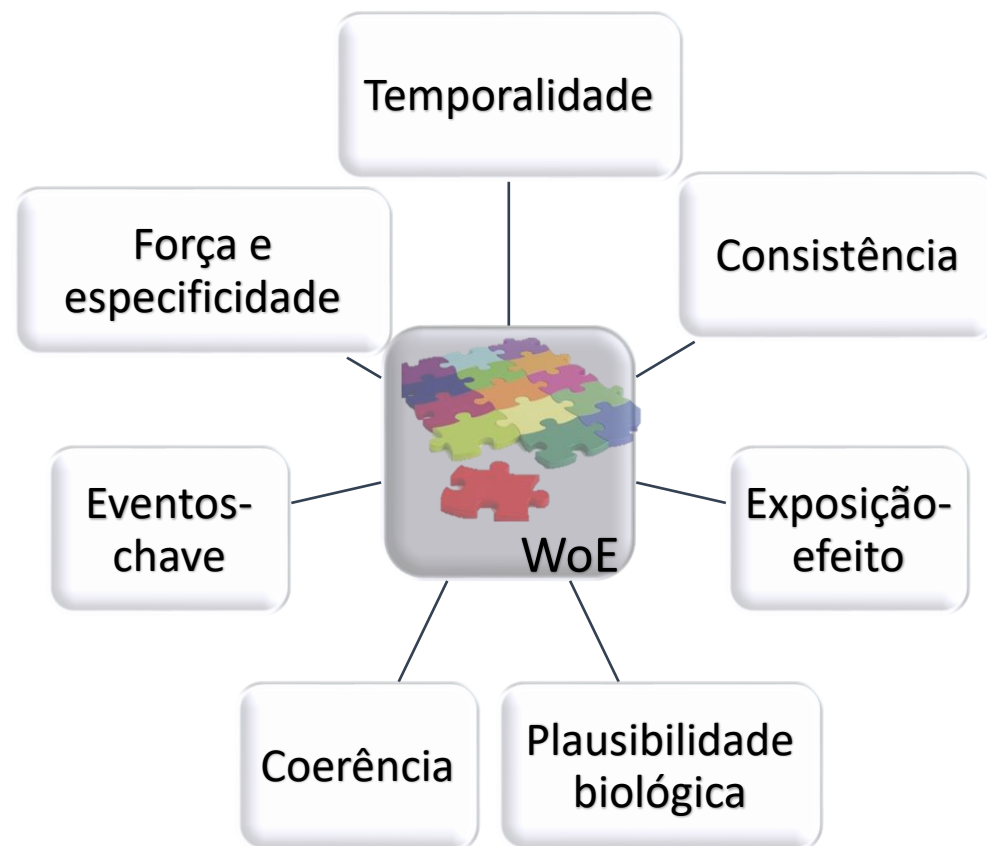 Temporalidade
Força e
especificidade
Consistência
Eventos-
chave
WoE
Exposição-
efeito
Coerência
Plausibilidade
biológica